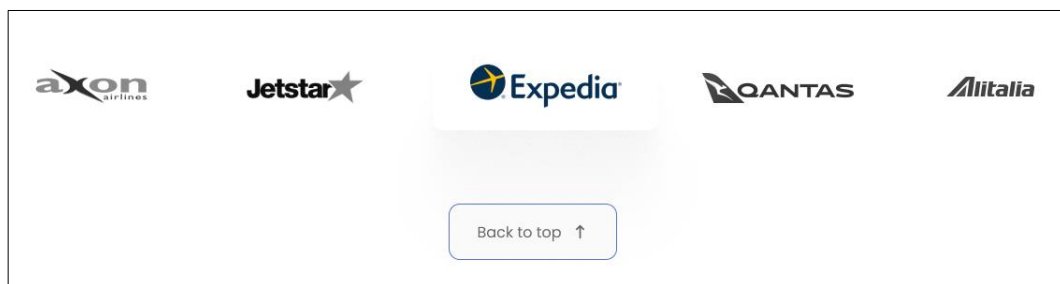 axon
airlines
Jetstar
Expedia
QANTAS
Alitalia
Back to top ↑